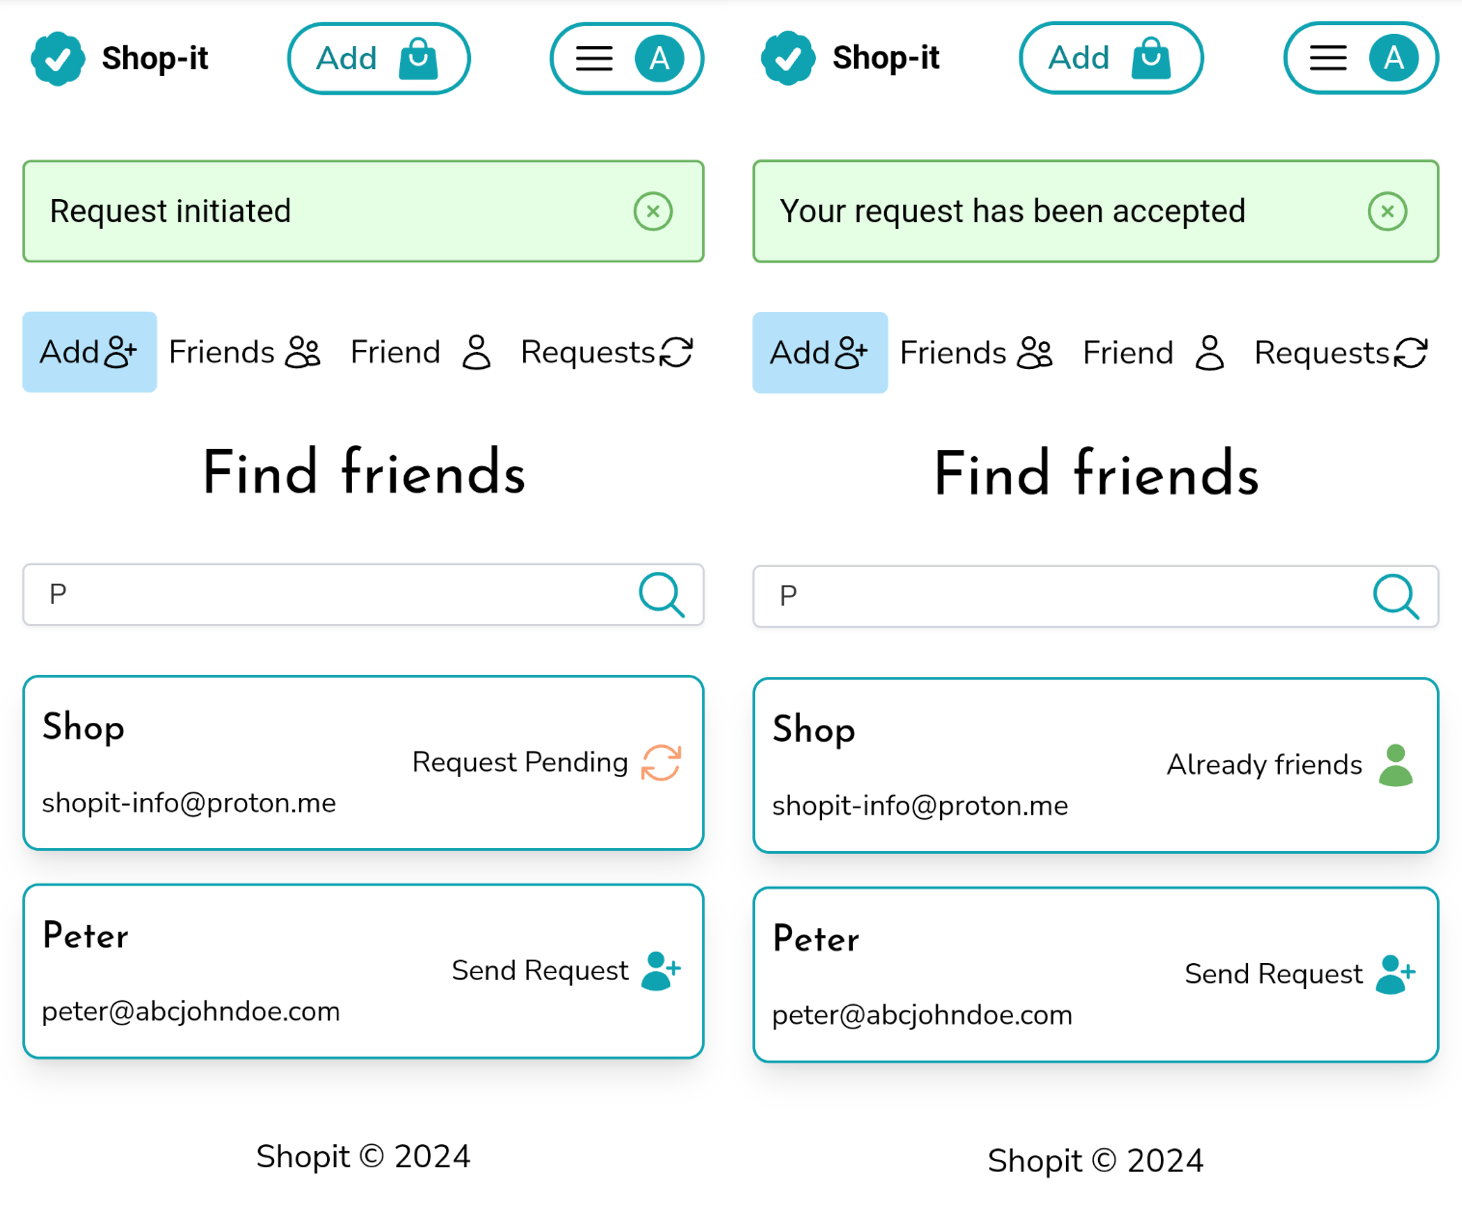 Shop-it
Add
A
Request initiated
Add
Friends
Friend
Requests
Find friends
P
Shop
Request Pending
shopit-info@proton.me
Peter
Send Request
peter@abcjohndoe.com
Shopit © 2024
Shop-it
Add
A
Your request has been accepted
Add
Friends
Friend
Requests
Find friends
P
Shop
Already friends
shopit-info@proton.me
Peter
Send Request
peter@abcjohndoe.com
Shopit © 2024